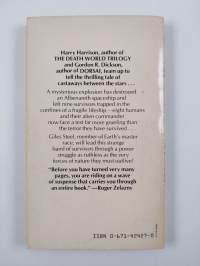 Harry Harrison, author of
THE DEATH WORLD TRILOGY
and Gordon R. Dickson,
author of DORSAI, team up to
tell the thrilling tale of
castaways between the stars . . .
A mysterious explosion has destroyed
an Albenareth spaceship and
left nine survivors trapped in the
confines of a fragile lifeship—eight humans
and their alien commander
now face a test far more grueling than
the terror they have survived...
Giles Steel, member of Earth's master
race, will lead this strange
band of survivors through a power
struggle as ruthless as the very
forces of nature they must survive!
"Before you have turned very many
pages, you are riding on a wave
of suspense that carries you through
an entire book." —Roger Zelazny
ISBN 0-671-42927-8